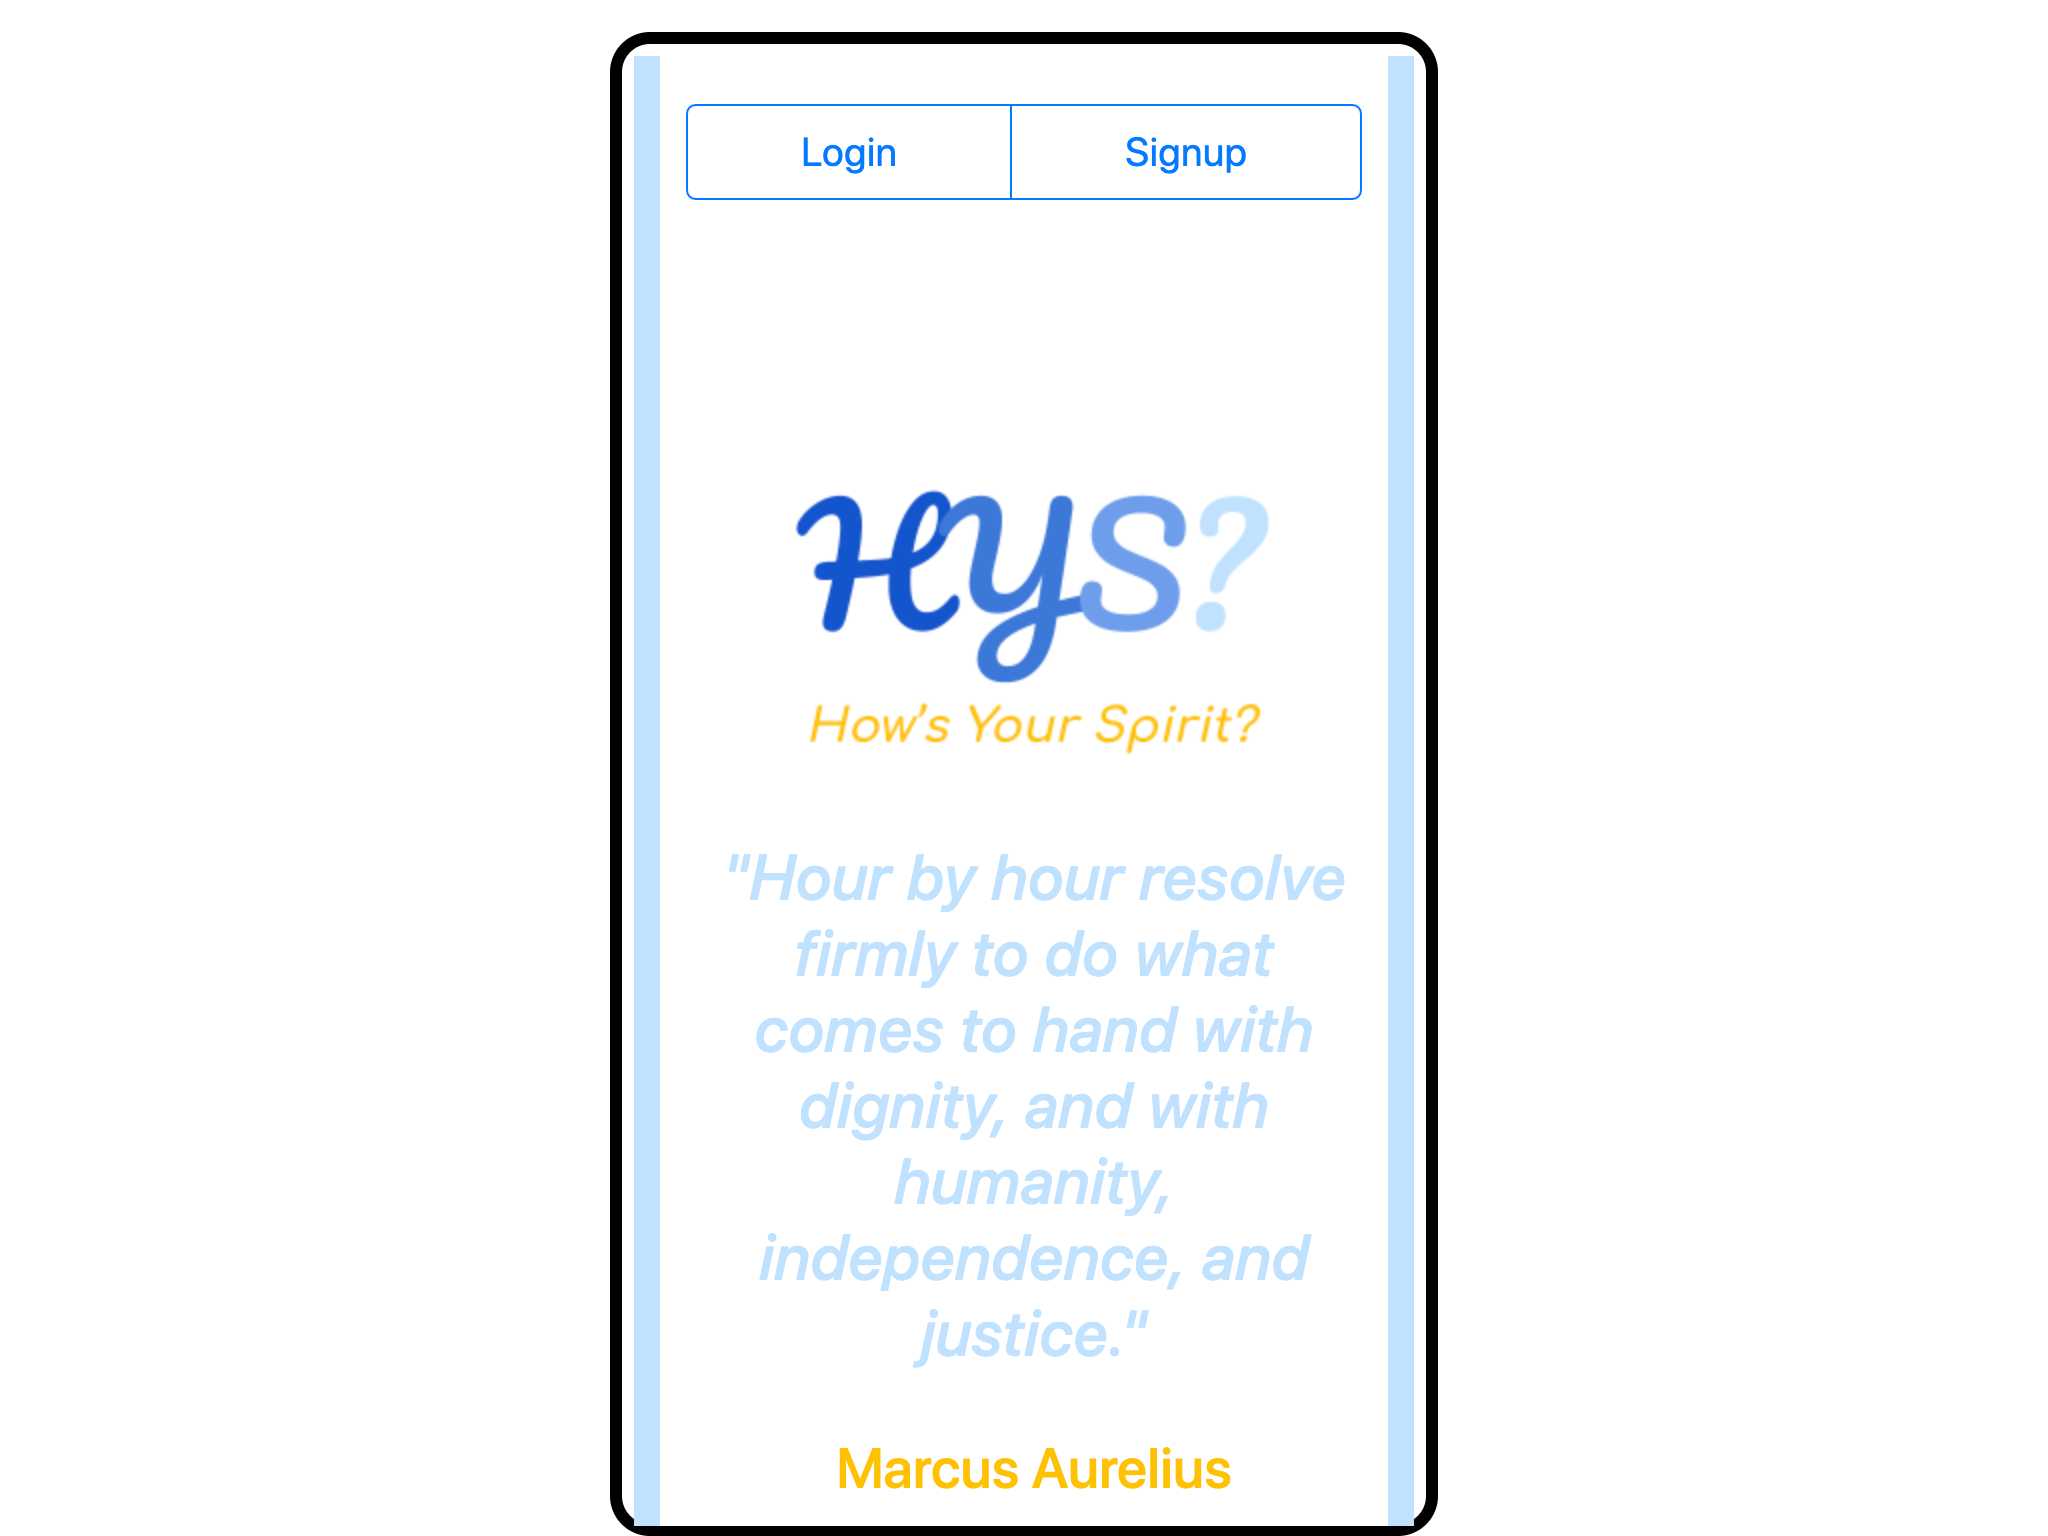 Login Signup
HYS?
How's Your Spirit?
"Hour by hour resolve
firmly to do what
comes to hand with
dignity, and with
humanity,
independence, and
justice."
Marcus Aurelius